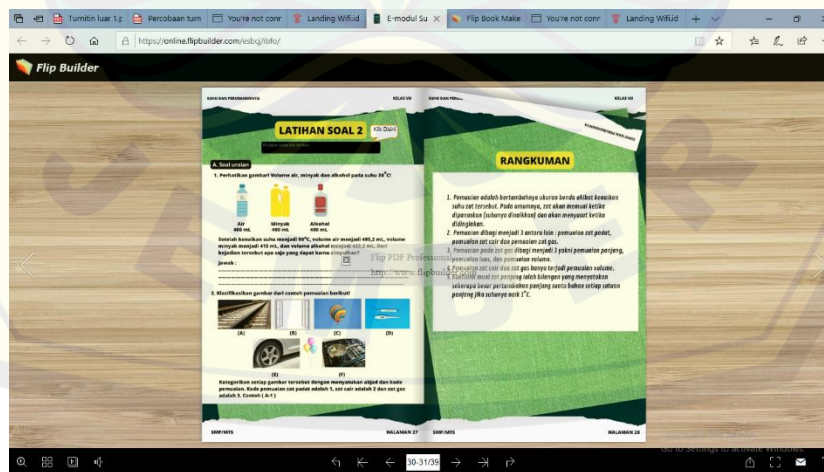 Turnitin luar 1.p
Percobaan turn
You're not conr
Landing Wifi.id
E-modul Su
Flip Book Make
You're not conr
Landing Wifi.id
https://online.flipbuilder.com/esbcj/ibfo/
Flip Builder
SUHU DAN PERUBAHANNYA
KELAS VII
LATIHAN SOAL 2
Klik Disini
A. Soal uraian
1. Perhatikan gambar! Volume air, minyak dan alkohol pada suhu 30°C!
Air
400 mL
Minyak
400 mL
Alkohol
400 mL
Setelah kenaikan suhu menjadi 90°C, volume air menjadi 405,2 mL, volume
minyak menjadi 415 mL, dan volume alkohol menjadi mL. Dari
kejadian tersebut apa saja yang dapat kamu simpulkan?
Jawab :
2. Klasifikasikan gambar dari contoh pemuaian berikut!
(A)
(B)
(C)
(D)
(E)
(F)
Kategorikan setiap gambar tersebut dengan menyatukan abjad dan kode
pemuaian. Kode pemuaian zat padat adalah 1, zat cair adalah 2 dan zat gas
adalah 3. Contoh ( A-1 )
SMP/MTS
HALAMAN 27
SUHU DAN
KELAS VII
RANGKUMAN
1. Pemuaian adalah bertambahnya ukuran benda akibat kenaikan
suhu zat tersebut. Pada umumnya, zat akan memuai ketika
dipanaskan (suhunya dinaikkan) dan akan menyusut ketika
didinginkan.
2. Pemuaian dibagi menjadi 3 antara lain : pemuaian zat padat,
pemuaian zat cair dan pemuaian zat gas.
3. Pemuaian pada zat gas dibagi menjadi 3 yakni pemuaian panjang,
pemuaian luas, dan pemuaian volume.
4. Pemuaian zat cair dan zat gas hanya terjadi pemuaian volume.
5. Koefisien muai zat panjang ialah bilangan yang menyatakan
seberapa besar pertambahan panjang suatu bahan setiap satuan
panjang jika suhunya naik 1°C.
Flip PDF Professional
http://www.flipbuilder.com
SMP/MTS
HALAMAN 28
30-31/39
Go to Settings to activate Windows.